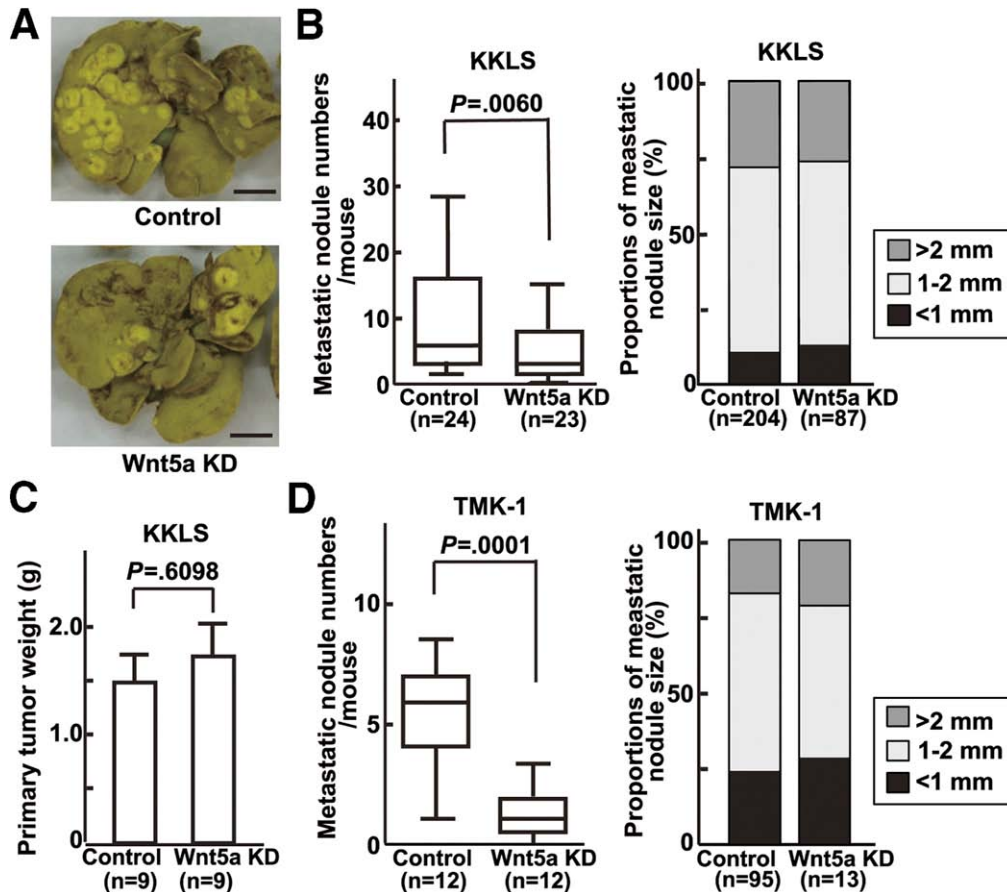 A
Control
Wnt5a KD
B
KKLS
P=.0060
Metastatic nodule numbers
/mouse
40
30
20
10
0
Control
(n=24)
Wnt5a KD
(n=23)
KKLS
Proportions of meastatic
nodule size (%)
100
50
0
Control
(n=204)
Wnt5a KD
(n=87)
>2 mm
1-2 mm
<1 mm
C
KKLS
P=.6098
Primary tumor weight (g)
2.0
1.0
0
Control
(n=9)
Wnt5a KD
(n=9)
D
TMK-1
P=.0001
Metastatic nodule numbers
/mouse
10
5
0
Control
(n=12)
Wnt5a KD
(n=12)
TMK-1
Proportions of meastatic
nodule size (%)
100
50
0
Control
(n=95)
Wnt5a KD
(n=13)
>2 mm
1-2 mm
<1 mm